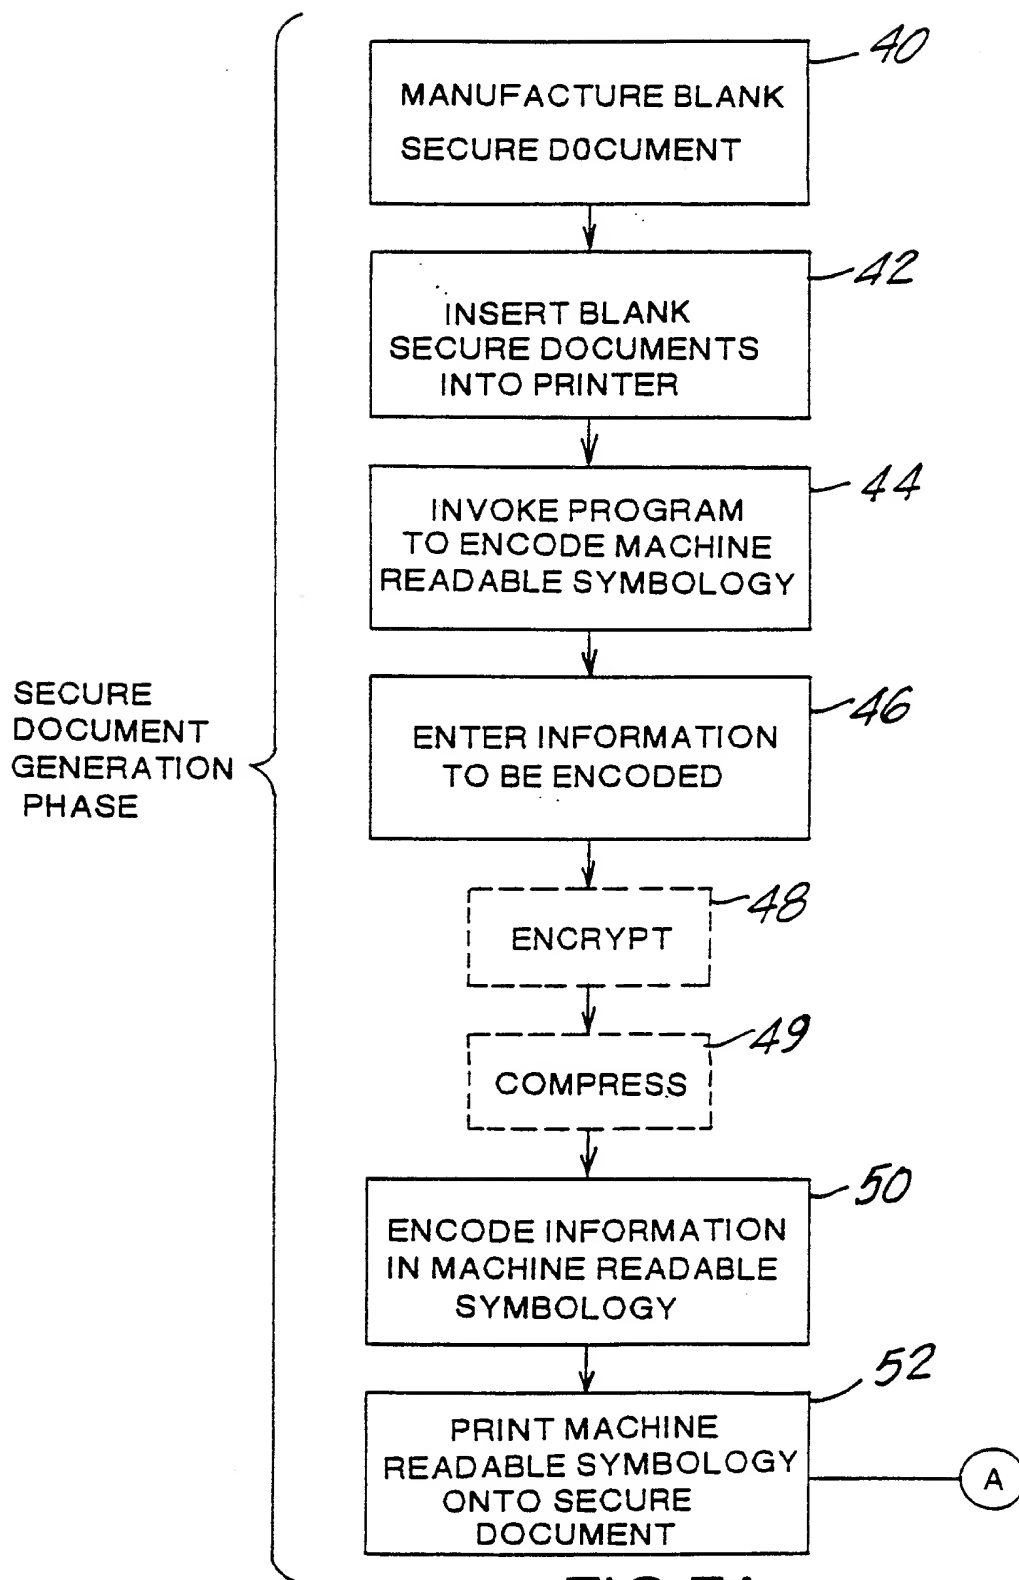 40
MANUFACTURE BLANK
SECURE DOCUMENT
42
INSERT BLANK
SECURE DOCUMENTS
INTO PRINTER
44
INVOKE PROGRAM
TO ENCODE MACHINE
READABLE SYMBOLOGY
SECURE
DOCUMENT
GENERATION
PHASE
46
ENTER INFORMATION
TO BE ENCODED
48
ENCRYPT
49
COMPRESS
50
ENCODE INFORMATION
IN MACHINE READABLE
SYMBOLOGY
52
PRINT MACHINE
READABLE SYMBOLOGY
ONTO SECURE
DOCUMENT
A